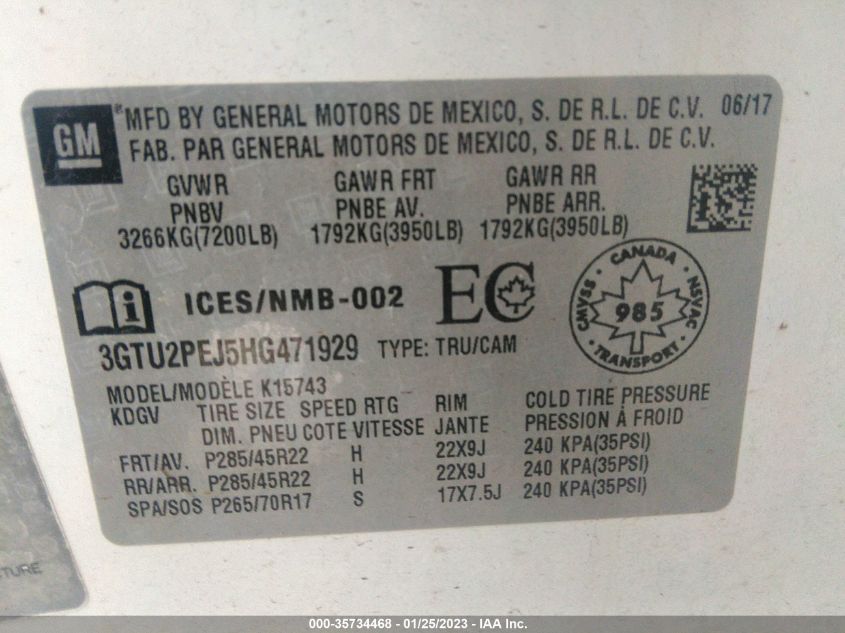 GM
® MFD BY GENERAL MOTORS DE MEXICO, S. DE R.L. DE C.V. 06/17
FAB. PAR GENERAL MOTORS DE MEXICO, S. DE R.L. DE C.V.
GVWR GAWR FRT GAWR RR
PNBV PNBE AV. PNBE ARR.
3266KG(7200LB) 1792KG(3950LB) 1792KG(3950LB)
i ICES/NMB-002 EC
CANADA
CMVSS 985 NSVAC
3GTU2PEJ5HG471929 TYPE: TRU/CAM
MODEL/MODÈLE K15743
KDGV TIRE SIZE SPEED RTG RIM COLD TIRE PRESSURE
DIM. PNEU COTE VITESSE JANTE PRESSION À FROID
FRT/AV. P285/45R22 H 22X9J 240 KPA(35PSI)
RR/ARR. P285/45R22 H 22X9J 240 KPA(35PSI)
SPA/SOS P265/70R17 S 17X7.5J 240 KPA(35PSI)
000-35734468 - 01/25/2023 - IAA Inc.